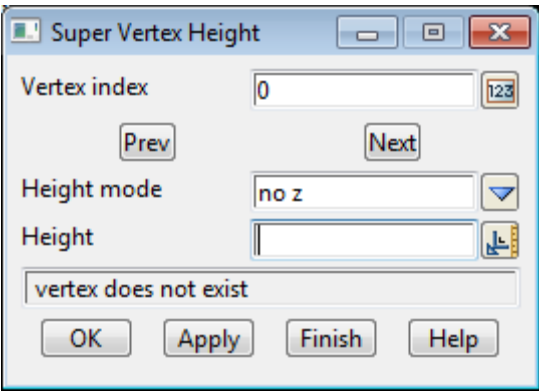 Super Vertex Height
Vertex index 0 123
Prev Next
Height mode no z
Height
vertex does not exist
OK Apply Finish Help